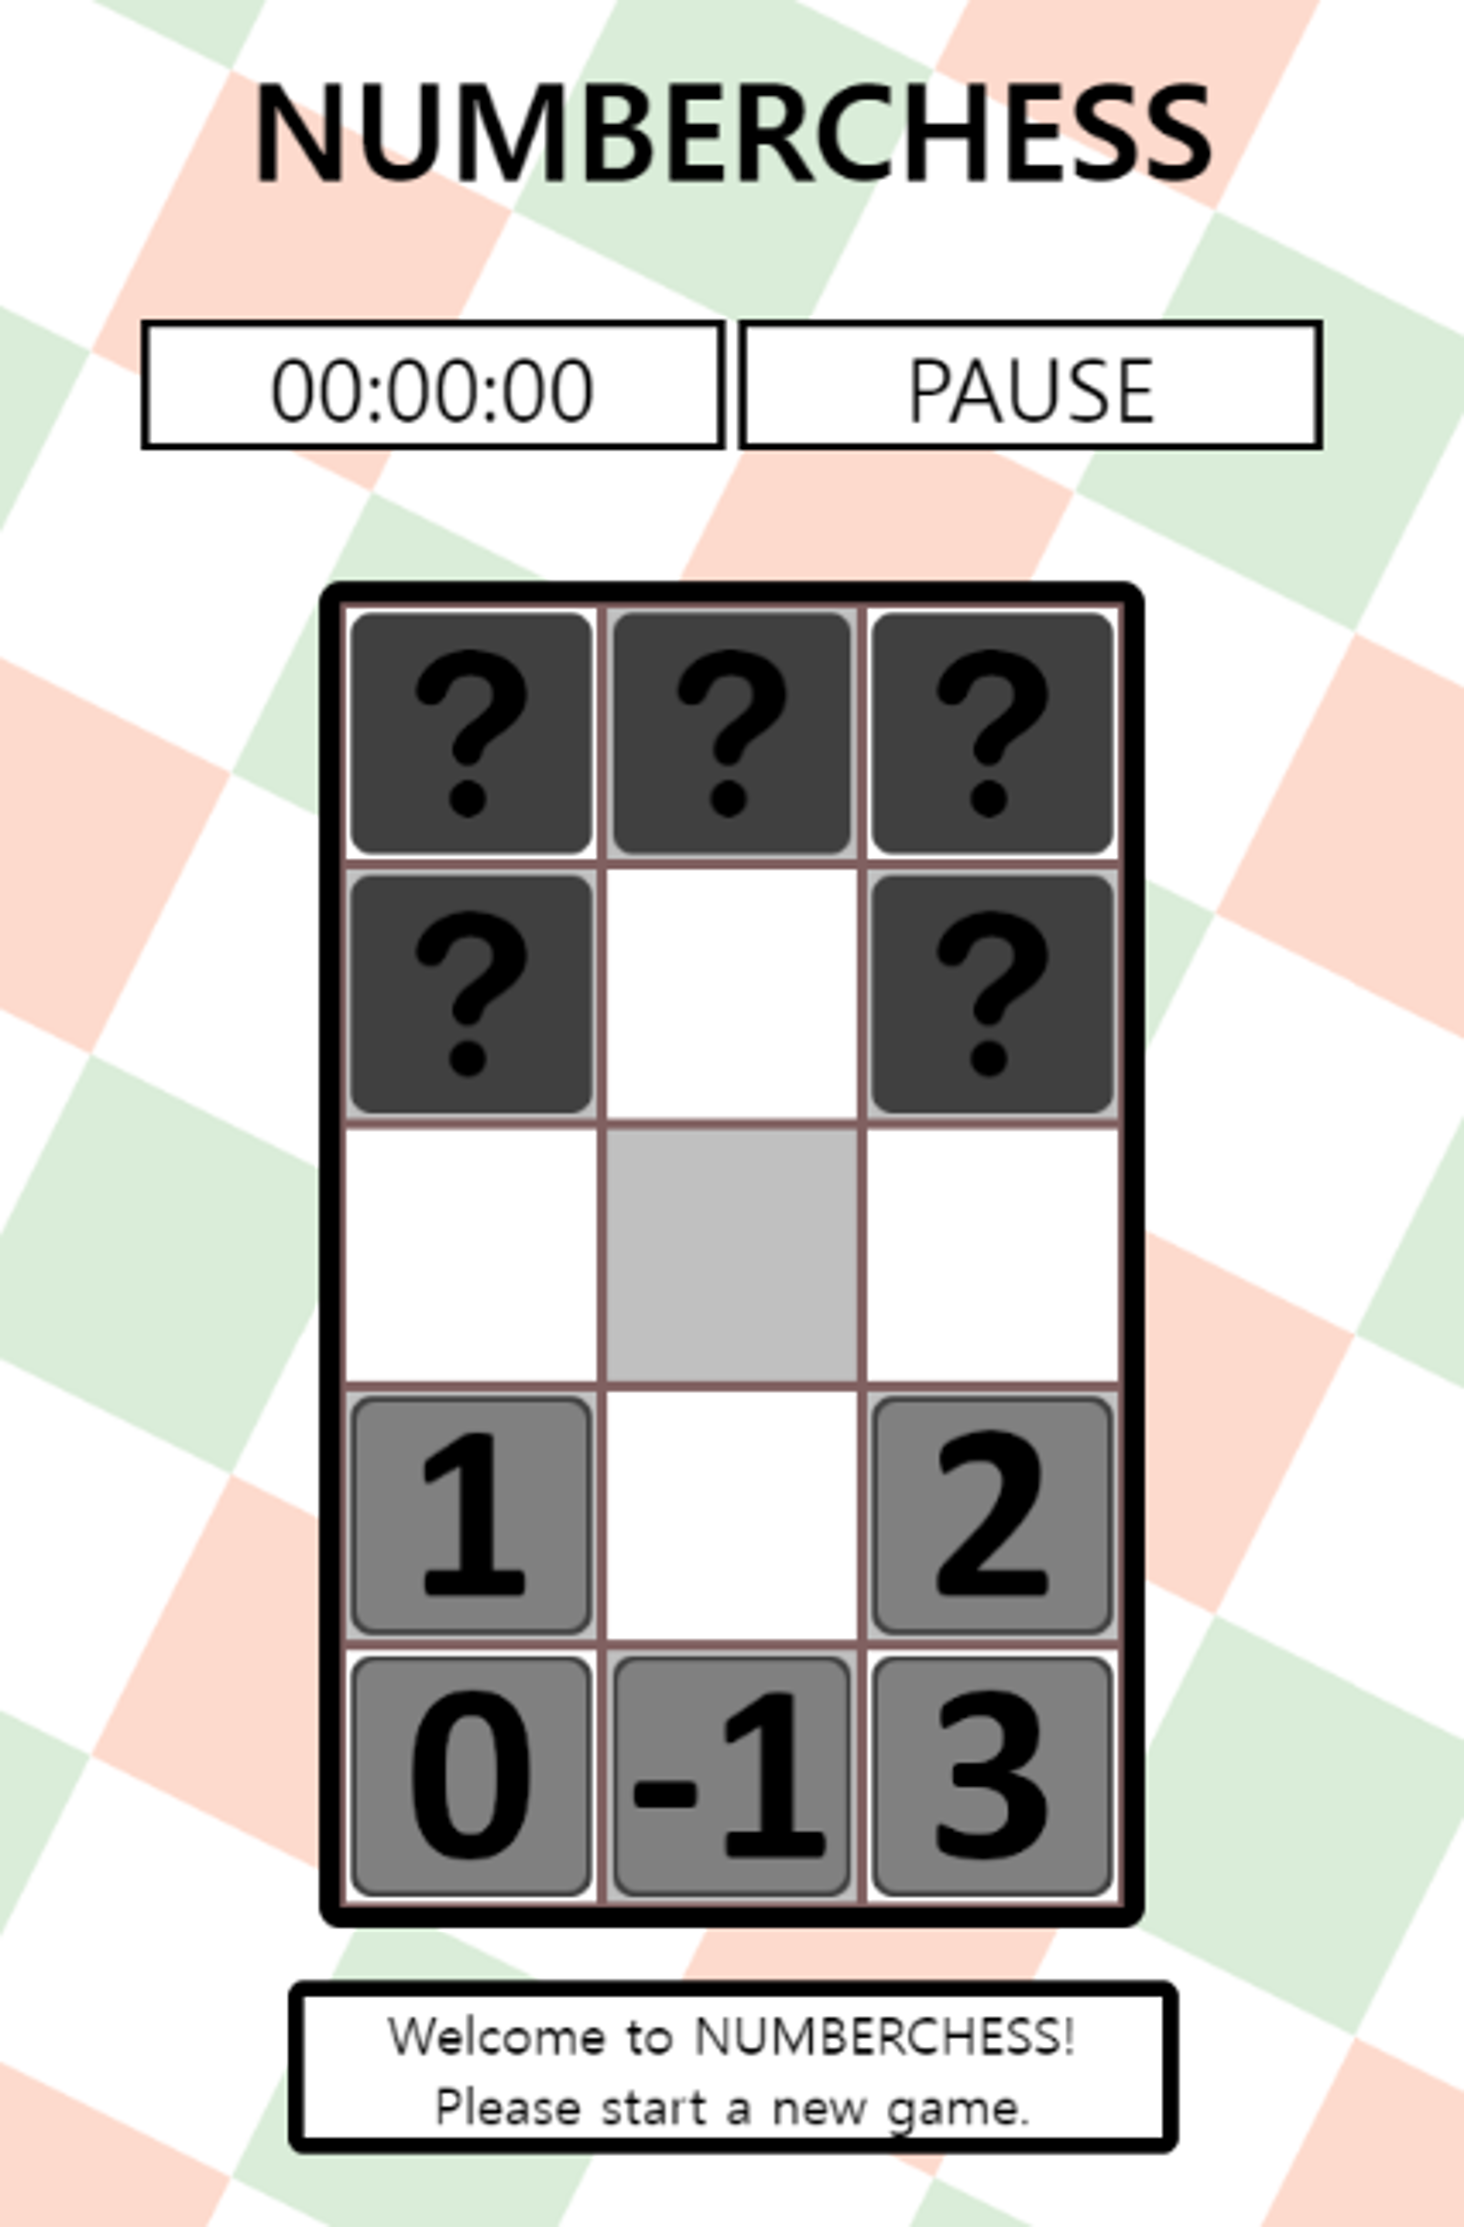 NUMBERCHESS
00:00:00 PAUSE
? ? ?
? ?
1 2
0 -1 3
Welcome to NUMBERCHESS!
Please start a new game.